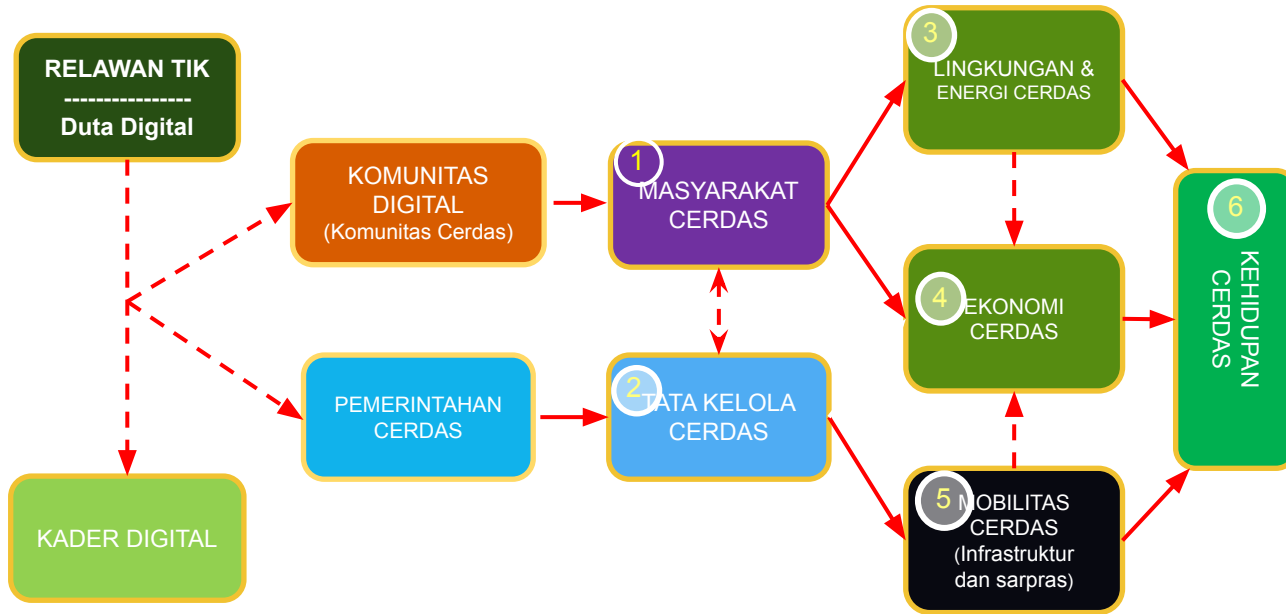 RELAWAN TIK
----------------
Duta Digital
KADER DIGITAL
KOMUNITAS
DIGITAL
(Komunitas Cerdas)
PEMERINTAHAN
CERDAS
1
MASYARAKAT
CERDAS
2
TATA KELOLA
CERDAS
3
LINGKUNGAN &
ENERGI CERDAS
4
EKONOMI
CERDAS
5
MOBILITAS
CERDAS
(Infrastruktur
dan sarpras)
6
KEHIDUPAN
CERDAS